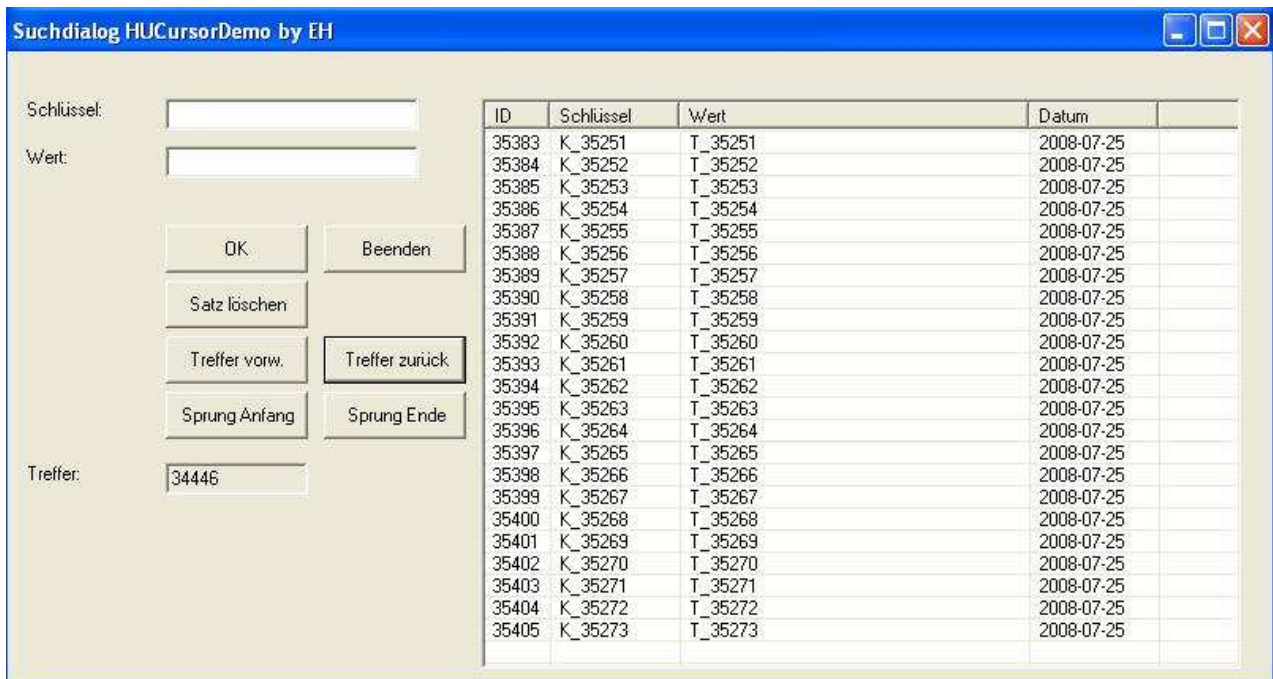 Suchdialog HUCursorDemo by EH
Schlüssel:
Wert:
OK Beenden
Satz löschen
Treffer vorw. Treffer zurück
Sprung Anfang Sprung Ende
Treffer: 34446
ID Schlüssel Wert Datum
35383 K_35251 T_35251 2008-07-25
35384 K_35252 T_35252 2008-07-25
35385 K_35253 T_35253 2008-07-25
35386 K_35254 T_35254 2008-07-25
35387 K_35255 T_35255 2008-07-25
35388 K_35256 T_35256 2008-07-25
35389 K_35257 T_35257 2008-07-25
35390 K_35258 T_35258 2008-07-25
35391 K_35259 T_35259 2008-07-25
35392 K_35260 T_35260 2008-07-25
35393 K_35261 T_35261 2008-07-25
35394 K_35262 T_35262 2008-07-25
35395 K_35263 T_35263 2008-07-25
35396 K_35264 T_35264 2008-07-25
35397 K_35265 T_35265 2008-07-25
35398 K_35266 T_35266 2008-07-25
35399 K_35267 T_35267 2008-07-25
35400 K_35268 T_35268 2008-07-25
35401 K_35269 T_35269 2008-07-25
35402 K_35270 T_35270 2008-07-25
35403 K_35271 T_35271 2008-07-25
35404 K_35272 T_35272 2008-07-25
35405 K_35273 T_35273 2008-07-25